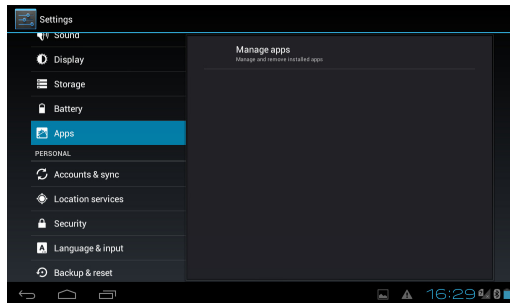 Settings
Sound
Display
Storage
Battery
Apps
PERSONAL
Accounts & sync
Location services
Security
A Language & input
Backup & reset
Manage apps
Manage and remove installed apps
16:29